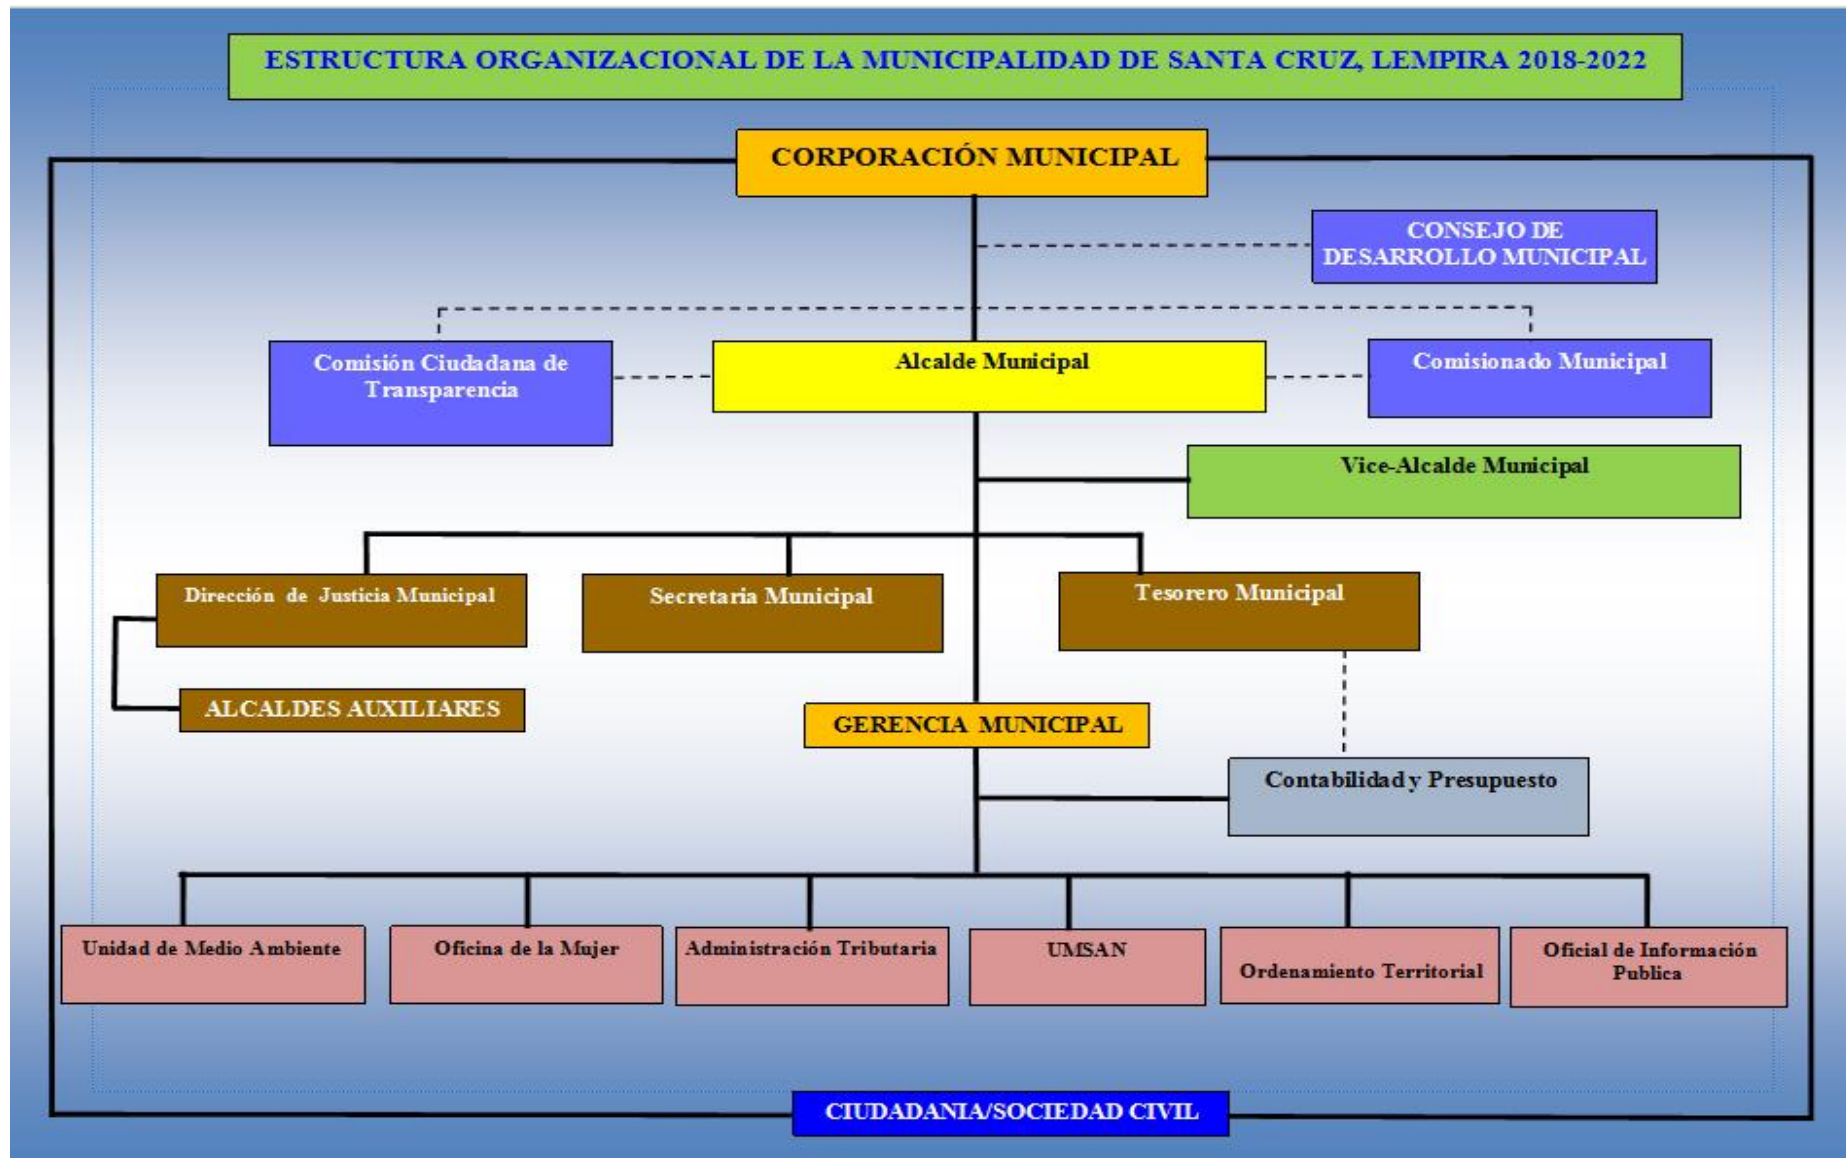 ESTRUCTURA ORGANIZACIONAL DE LA MUNICIPALIDAD DE SANTA CRUZ, LEMPIRA 2018-2022
CORPORACIÓN MUNICIPAL
CONSEJO DE
DESARROLLO MUNICIPAL
Comisión Ciudadana de
Transparencia
Alcalde Municipal
Comisionado Municipal
Vice-Alcalde Municipal
Dirección de Justicia Municipal
Secretaria Municipal
Tesorero Municipal
ALCALDES AUXILIARES
GERENCIA MUNICIPAL
Contabilidad y Presupuesto
Unidad de Medio Ambiente
Oficina de la Mujer
Administración Tributaria
UMSAN
Ordenamiento Territorial
Oficial de Información
Publica
CIUDADANIA/SOCIEDAD CIVIL